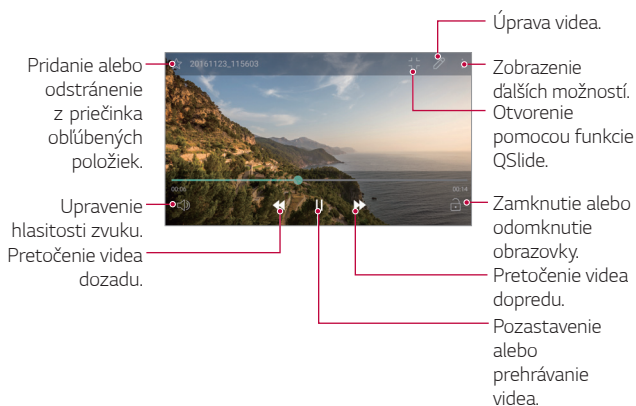 Pridanie alebo
odstránenie
z priečinka
obľúbených
položiek.
Upravenie
hlasitosti zvuku.
Pretočenie videa
dozadu.
20161123_115603
00:06
00:14
Úprava videa.
Zobrazenie
ďalších možností.
Otvorenie
pomocou funkcie
QSlide.
Zamknutie alebo
odomknutie
obrazovky.
Pretočenie videa
dopredu.
Pozastavenie
alebo
prehrávanie
videa.